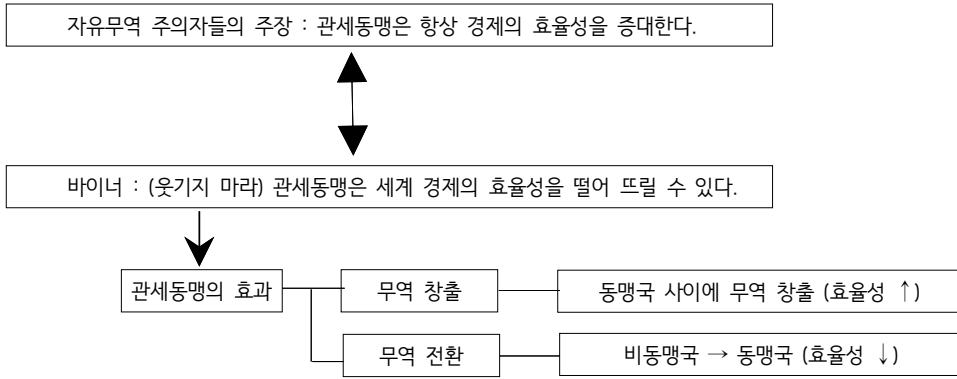 자유무역 주의자들의 주장 : 관세동맹은 항상 경제의 효율성을 증대한다.
바이너 : (웃기지 마라) 관세동맹은 세계 경제의 효율성을 떨어 뜨릴 수 있다.
관세동맹의 효과
무역 창출
동맹국 사이에 무역 창출 (효율성 ↑)
무역 전환
비동맹국 → 동맹국 (효율성 ↓)